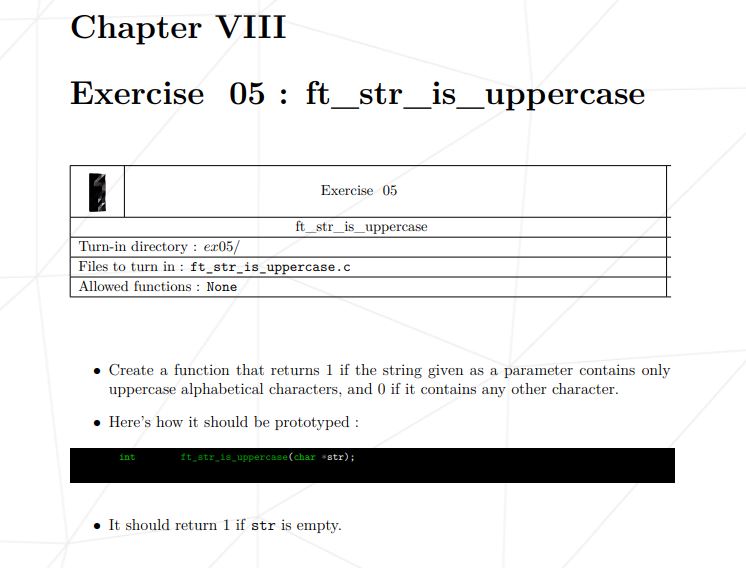 Chapter VIII
Exercise 05 : ft_str_is_uppercase
Exercise 05
ft_str_is_uppercase
Turn-in directory : ex05/
Files to turn in : ft_str_is_uppercase.c
Allowed functions : None
• Create a function that returns 1 if the string given as a parameter contains only
uppercase alphabetical characters, and 0 if it contains any other character.
• Here's how it should be prototyped :
int ft_str_is_uppercase(char *str);
• It should return 1 if str is empty.